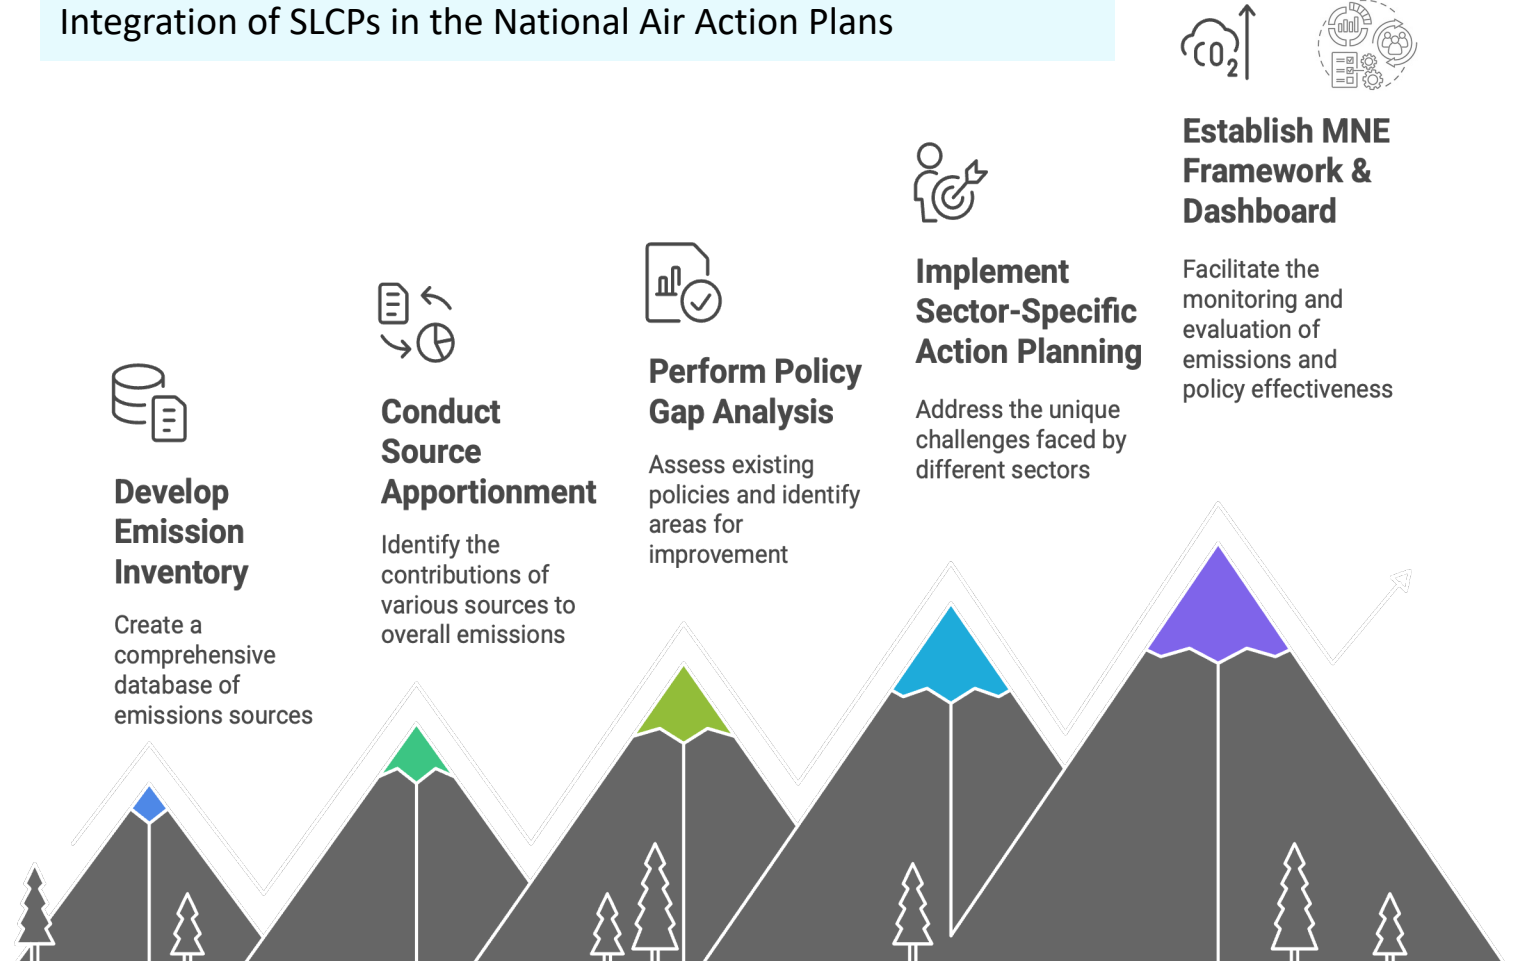 Integration of SLCPs in the National Air Action Plans
CO2
Establish MNE
Framework &
Dashboard
Facilitate the
monitoring and
evaluation of
emissions and
policy effectiveness
Implement
Sector-Specific
Action Planning
Address the unique
challenges faced by
different sectors
Perform Policy
Gap Analysis
Assess existing
policies and identify
areas for
improvement
Conduct
Source
Apportionment
Identify the
contributions of
various sources to
overall emissions
Develop
Emission
Inventory
Create a
comprehensive
database of
emissions sources